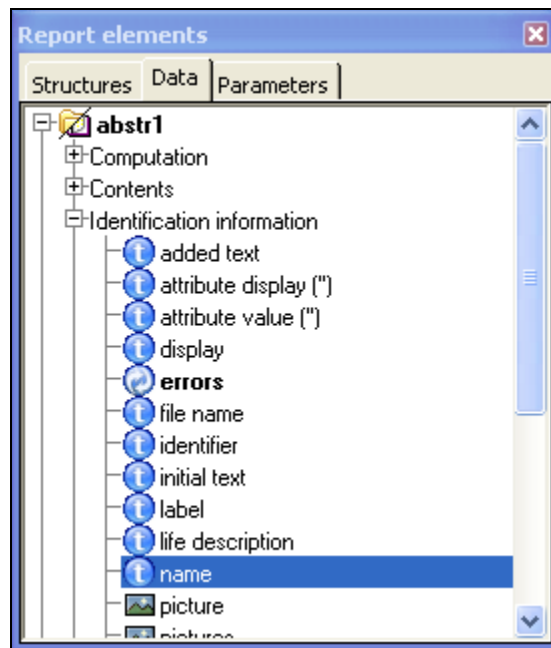 Report elements
Structures Data Parameters
abstr1
Computation
Contents
Identification information
added text
attribute display ('')
attribute value ('')
display
errors
file name
identifier
initial text
label
life description
name
picture
pictures